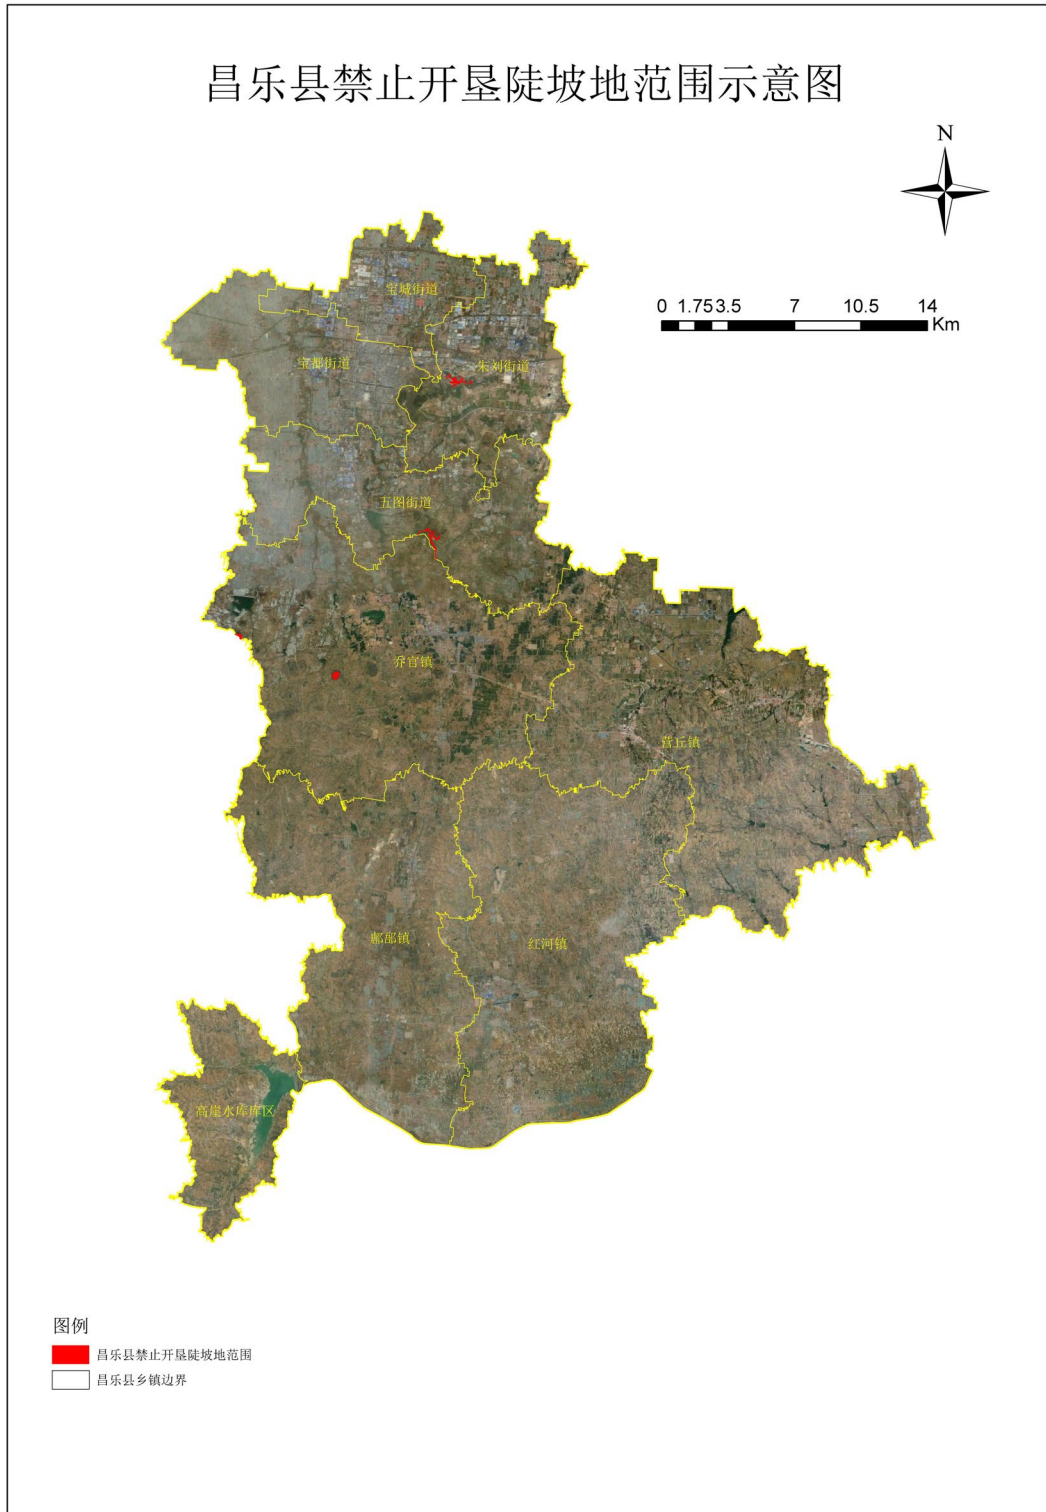 昌乐县禁止开垦陡坡地范围示意图
N
0 1.75 3.5 7 10.5 14
Km
宝城街道
宝都街道
朱刘街道
五图街道
乔官镇
营丘镇
鄌郚镇
红河镇
高崖水库库区
图例
昌乐县禁止开垦陡坡地范围
昌乐县乡镇边界